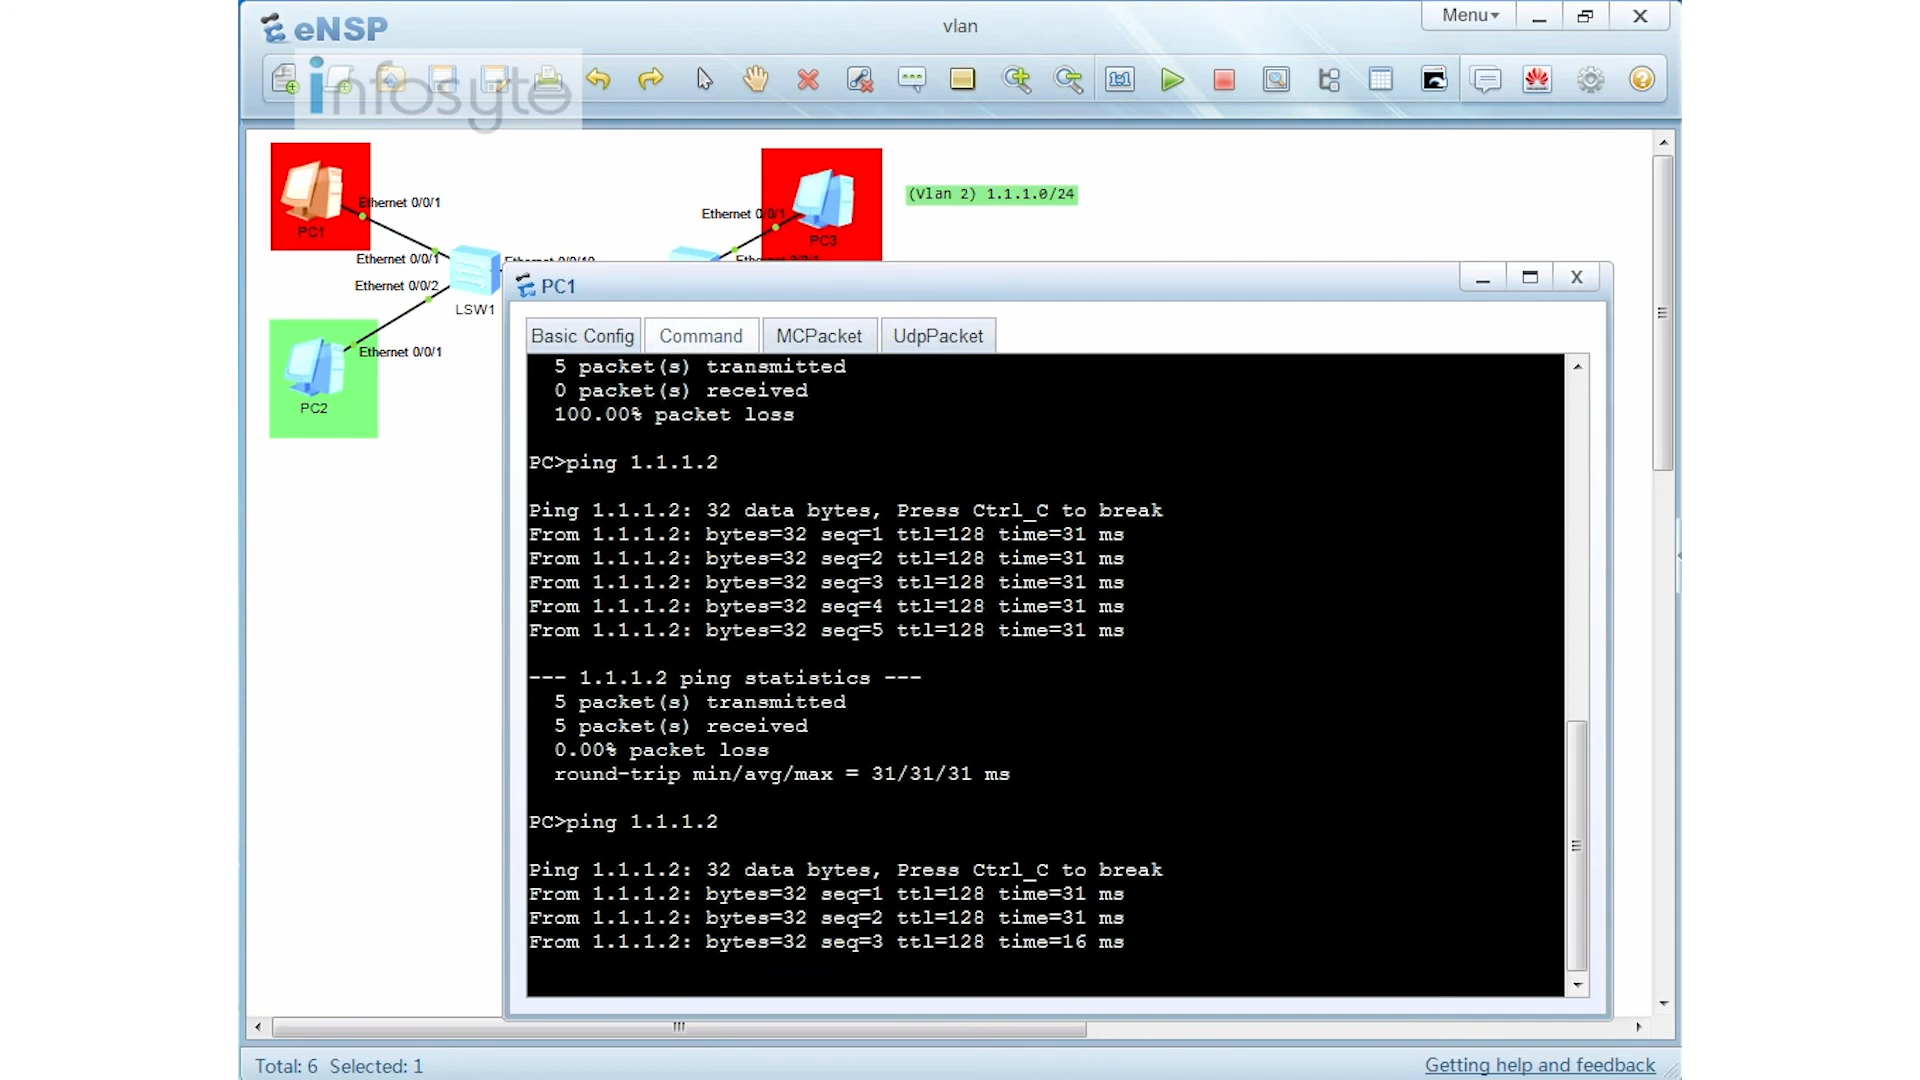 eNSP
vlan
Menu
infosyte
Ethernet 0/0/1
PC1
Ethernet 0/0/1
Ethernet 0/0/2
LSW1
Ethernet 0/0/1
PC2
Ethernet 0/0/10
Ethernet 0/0/1
PC3
Ethernet 0/0/1
(Vlan 2) 1.1.1.0/24
PC1
Basic Config Command MCPacket UdpPacket
5 packet(s) transmitted
0 packet(s) received
100.00% packet loss
PC>ping 1.1.1.2
Ping 1.1.1.2: 32 data bytes, Press Ctrl_C to break
From 1.1.1.2: bytes=32 seq=1 ttl=128 time=31 ms
From 1.1.1.2: bytes=32 seq=2 ttl=128 time=31 ms
From 1.1.1.2: bytes=32 seq=3 ttl=128 time=31 ms
From 1.1.1.2: bytes=32 seq=4 ttl=128 time=31 ms
From 1.1.1.2: bytes=32 seq=5 ttl=128 time=31 ms
--- 1.1.1.2 ping statistics ---
5 packet(s) transmitted
5 packet(s) received
0.00% packet loss
round-trip min/avg/max = 31/31/31 ms
PC>ping 1.1.1.2
Ping 1.1.1.2: 32 data bytes, Press Ctrl_C to break
From 1.1.1.2: bytes=32 seq=1 ttl=128 time=31 ms
From 1.1.1.2: bytes=32 seq=2 ttl=128 time=31 ms
From 1.1.1.2: bytes=32 seq=3 ttl=128 time=16 ms
Total: 6 Selected: 1
Getting help and feedback